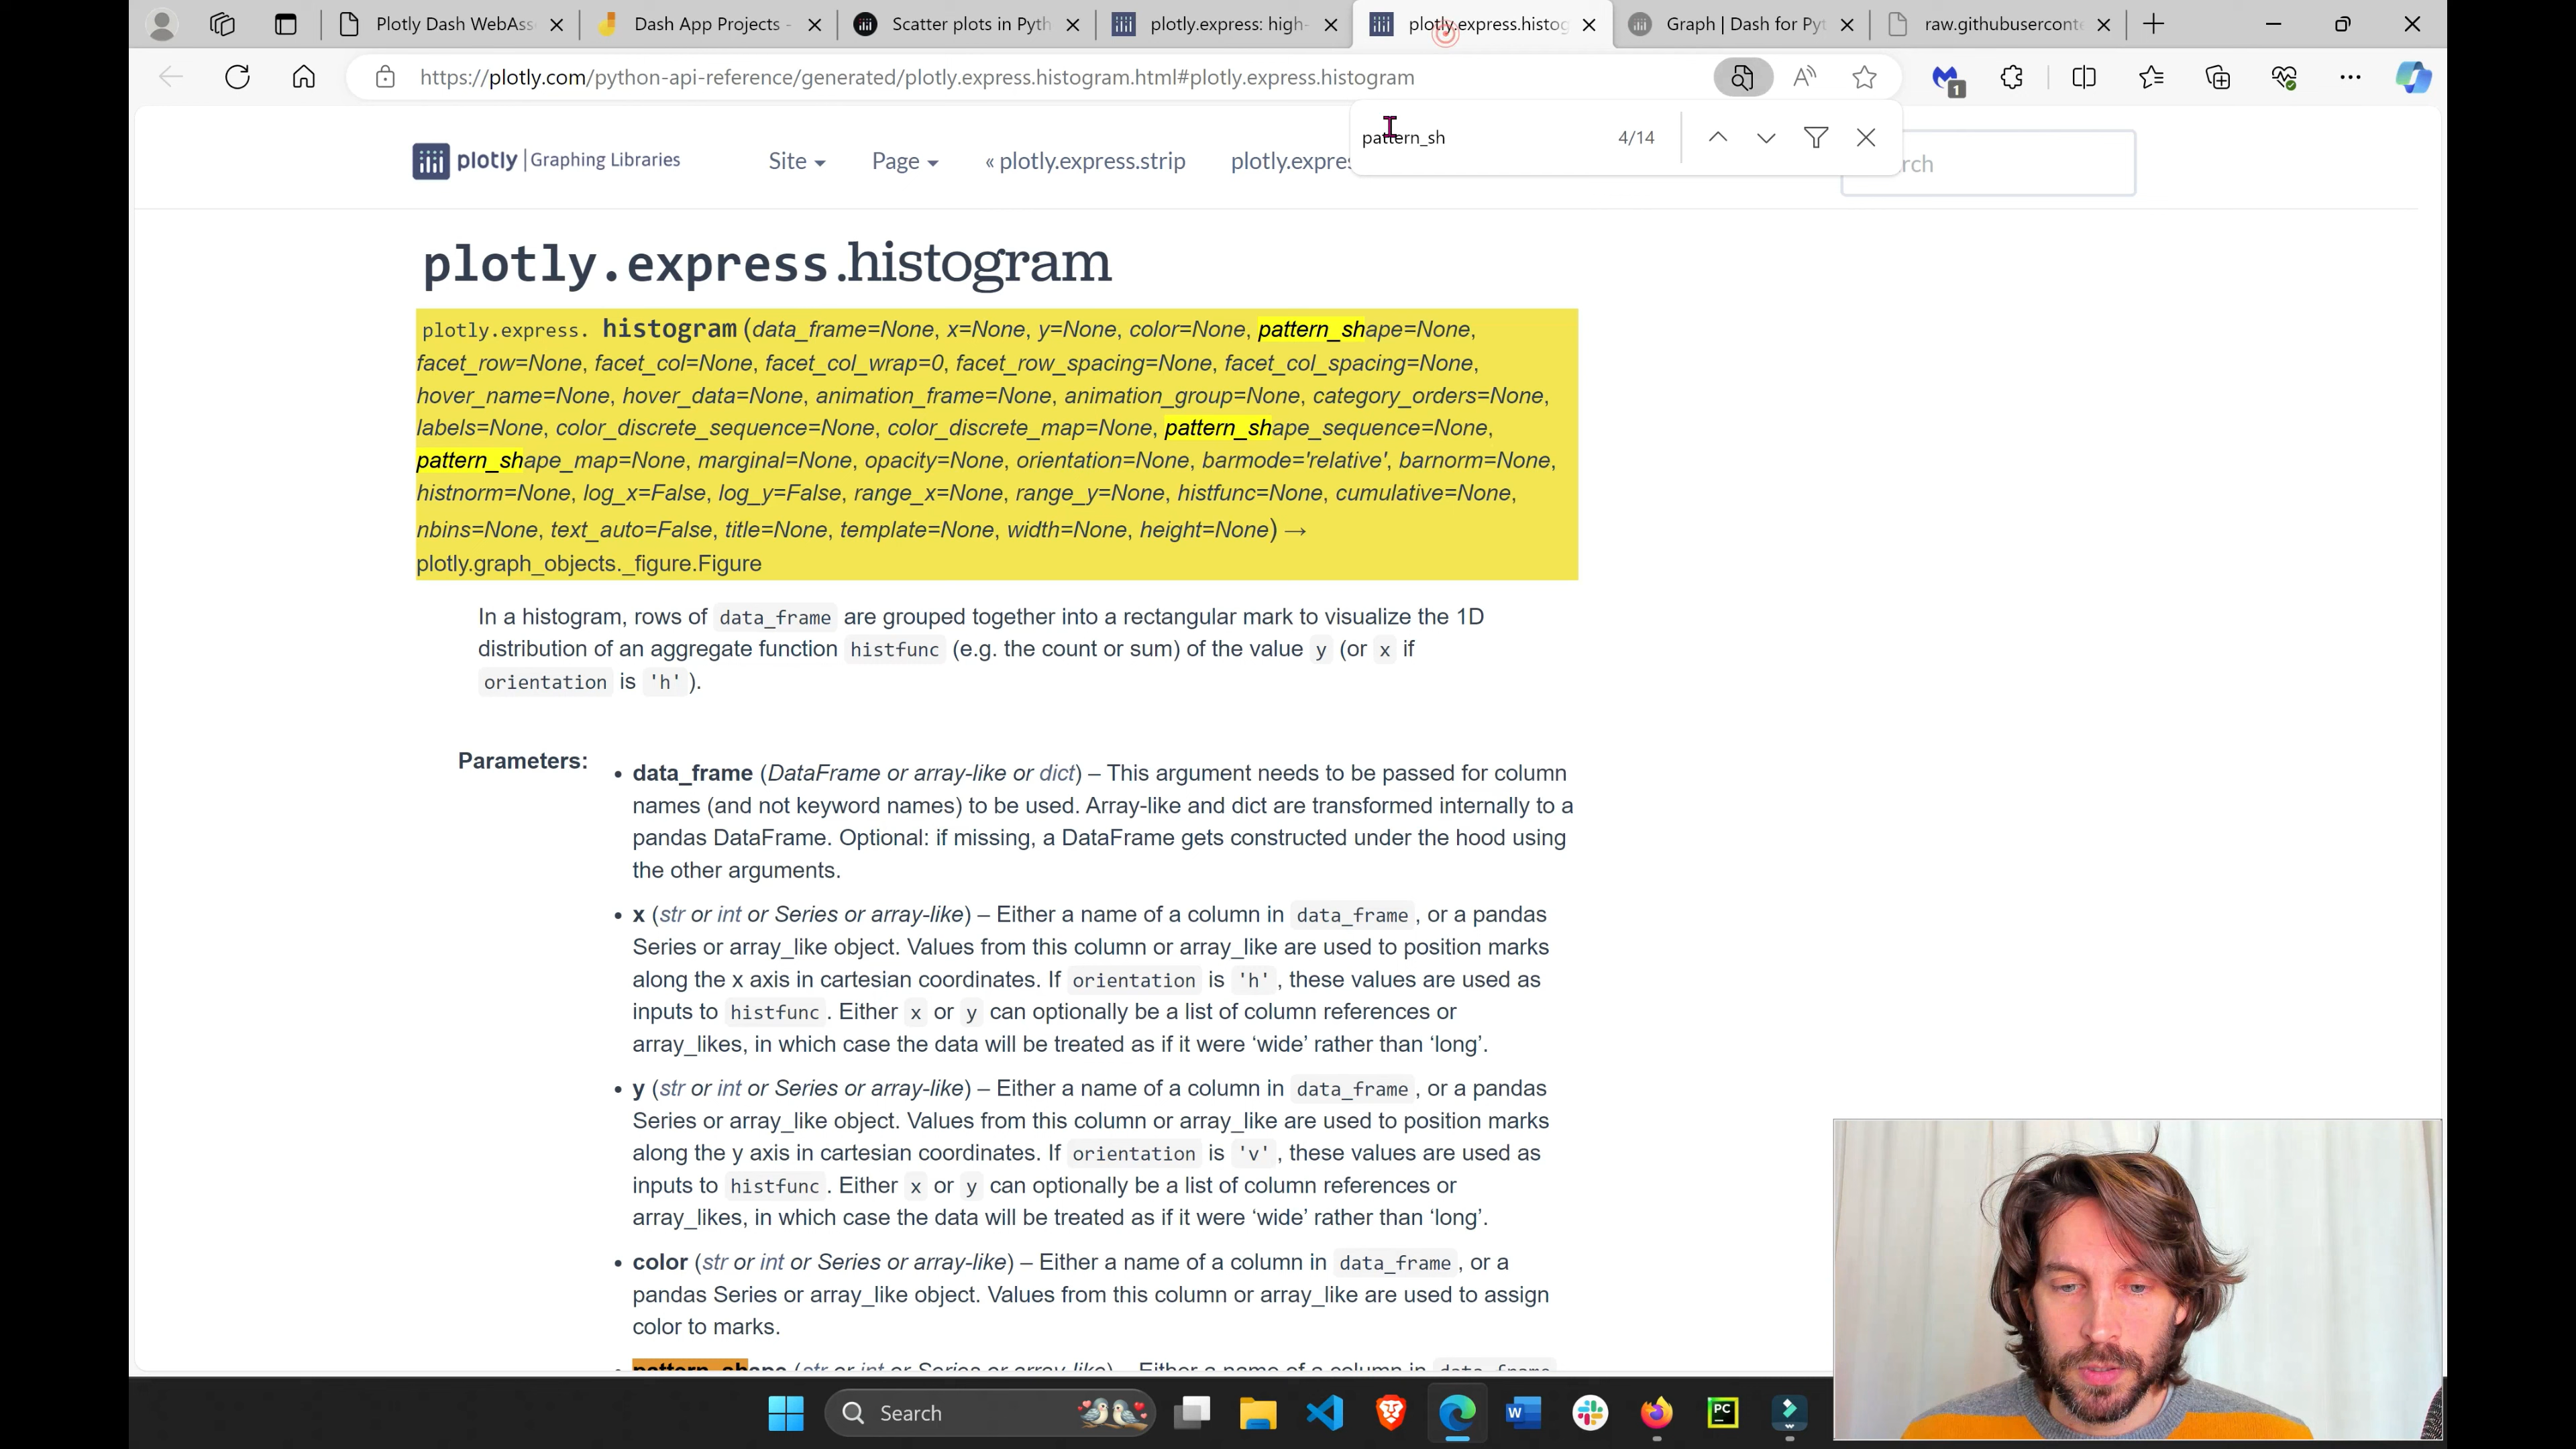 Plotly Dash WebAss
Dash App Projects -
Scatter plots in Pyth
plotly.express: high-
plotly.express.histog
Graph | Dash for Pyt
raw.githubuserconte
https://plotly.com/python-api-reference/generated/plotly.express.histogram.html#plotly.express.histogram
1
pattern_sh
4/14
plotly | Graphing Libraries
Site
Page
« plotly.express.strip
plotly.expres
rch
plotly.express.histogram
plotly.express. histogram(data_frame=None, x=None, y=None, color=None, pattern_shape=None,
facet_row=None, facet_col=None, facet_col_wrap=0, facet_row_spacing=None, facet_col_spacing=None,
hover_name=None, hover_data=None, animation_frame=None, animation_group=None, category_orders=None,
labels=None, color_discrete_sequence=None, color_discrete_map=None, pattern_shape_sequence=None,
pattern_shape_map=None, marginal=None, opacity=None, orientation=None, barmode='relative', barnorm=None,
histnorm=None, log_x=False, log_y=False, range_x=None, range_y=None, histfunc=None, cumulative=None,
nbins=None, text_auto=False, title=None, template=None, width=None, height=None) →
plotly.graph_objects._figure.Figure
In a histogram, rows of data_frame are grouped together into a rectangular mark to visualize the 1D
distribution of an aggregate function histfunc (e.g. the count or sum) of the value y (or x if
orientation is 'h' ).
Parameters:
• data_frame (DataFrame or array-like or dict) – This argument needs to be passed for column
names (and not keyword names) to be used. Array-like and dict are transformed internally to a
pandas DataFrame. Optional: if missing, a DataFrame gets constructed under the hood using
the other arguments.
• x (str or int or Series or array-like) – Either a name of a column in data_frame , or a pandas
Series or array_like object. Values from this column or array_like are used to position marks
along the x axis in cartesian coordinates. If orientation is 'h' , these values are used as
inputs to histfunc . Either x or y can optionally be a list of column references or
array_likes, in which case the data will be treated as if it were ‘wide’ rather than ‘long’.
• y (str or int or Series or array-like) – Either a name of a column in data_frame , or a pandas
Series or array_like object. Values from this column or array_like are used to position marks
along the y axis in cartesian coordinates. If orientation is 'v' , these values are used as
inputs to histfunc . Either x or y can optionally be a list of column references or
array_likes, in which case the data will be treated as if it were ‘wide’ rather than ‘long’.
• color (str or int or Series or array-like) – Either a name of a column in data_frame , or a
pandas Series or array_like object. Values from this column or array_like are used to assign
color to marks.
• pattern_shape (str or int or Series or array-like) – Either a name of a column in data_frame
Search
W
PC